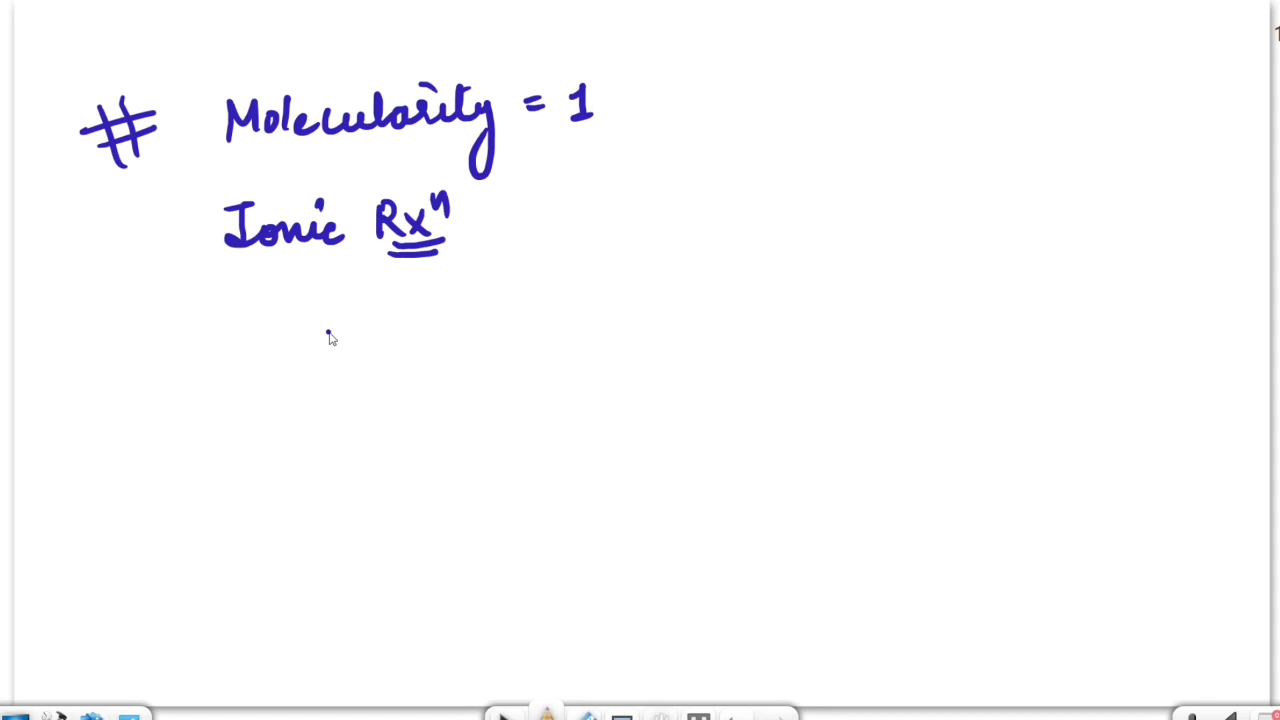 # Molecularity = 1
Ionic Rxⁿ